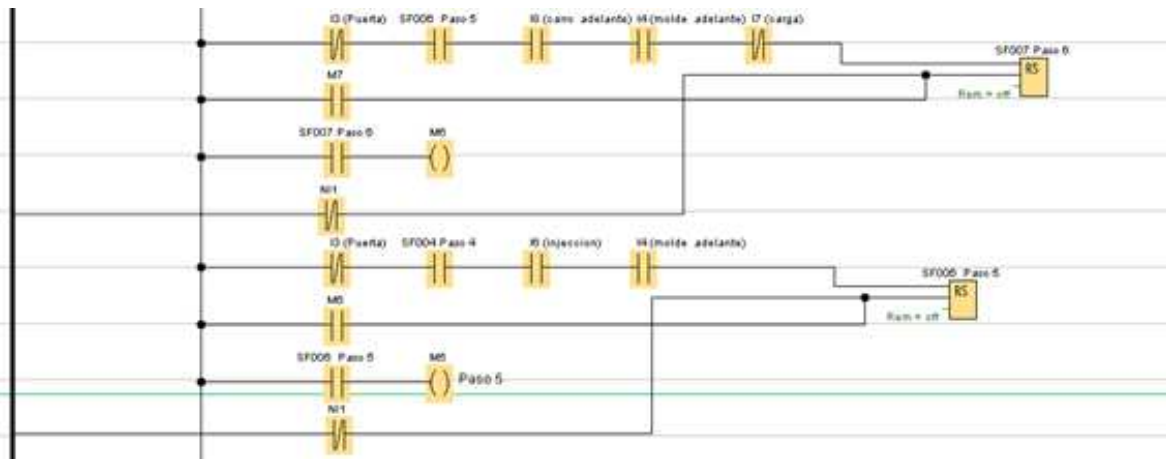 I3 (Puerta) SF006 Paso 5 I8 (carro adelante) I4 (molde adelante) I7 (carga)
SF007 Paso 6
RS
Rem = off
M7
SF007 Paso 6 M6
NI1
I3 (Puerta) SF004 Paso 4 I6 (inyeccion) I4 (molde adelante)
SF006 Paso 5
RS
Rem = off
M6
SF006 Paso 5 M5
Paso 5
NI1